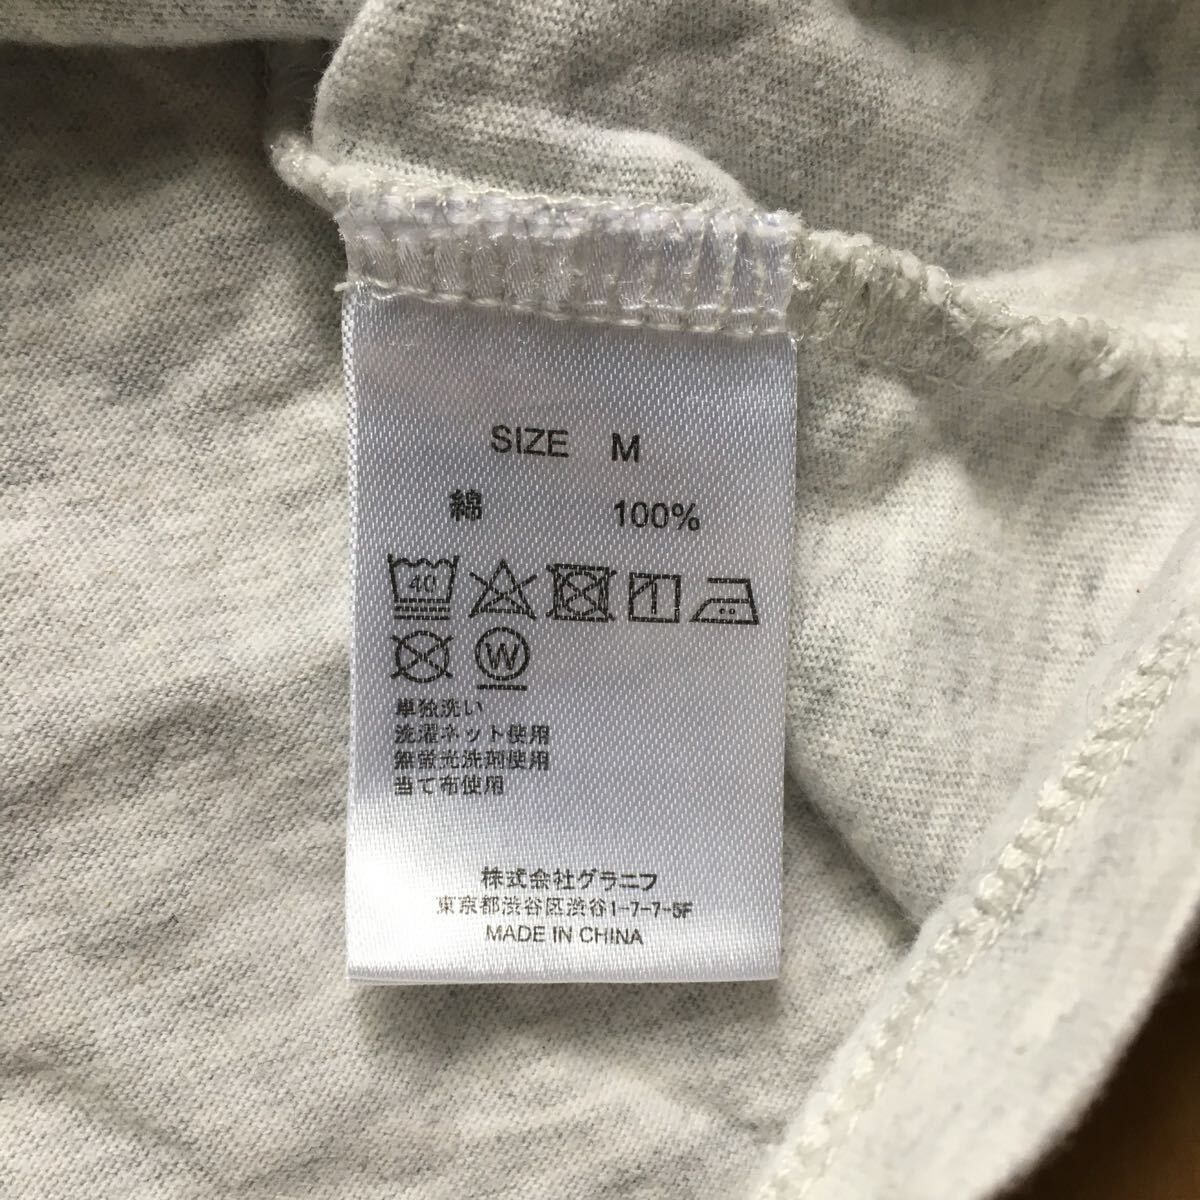 SIZE M
綿 100%
40
W
単独洗い
洗濯ネット使用
無蛍光洗剤使用
当て布使用
株式会社グラニフ
東京都渋谷区渋谷1-7-7-5F
MADE IN CHINA